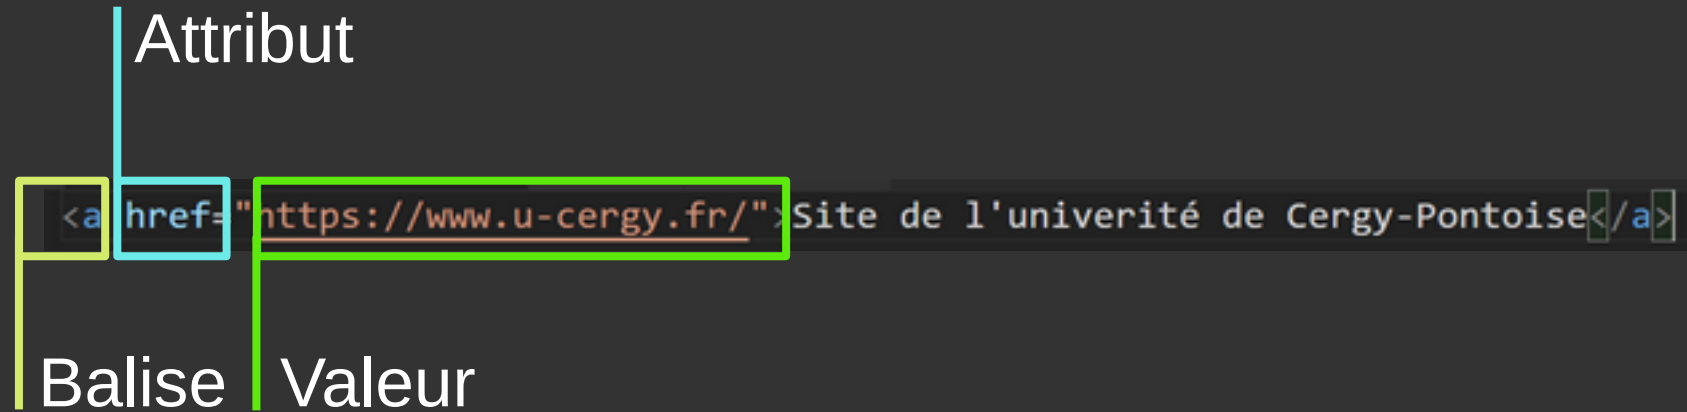 Attribut
<a href="https://www.u-cergy.fr/">Site de l'univerité de Cergy-Pontoise</a>
Balise Valeur